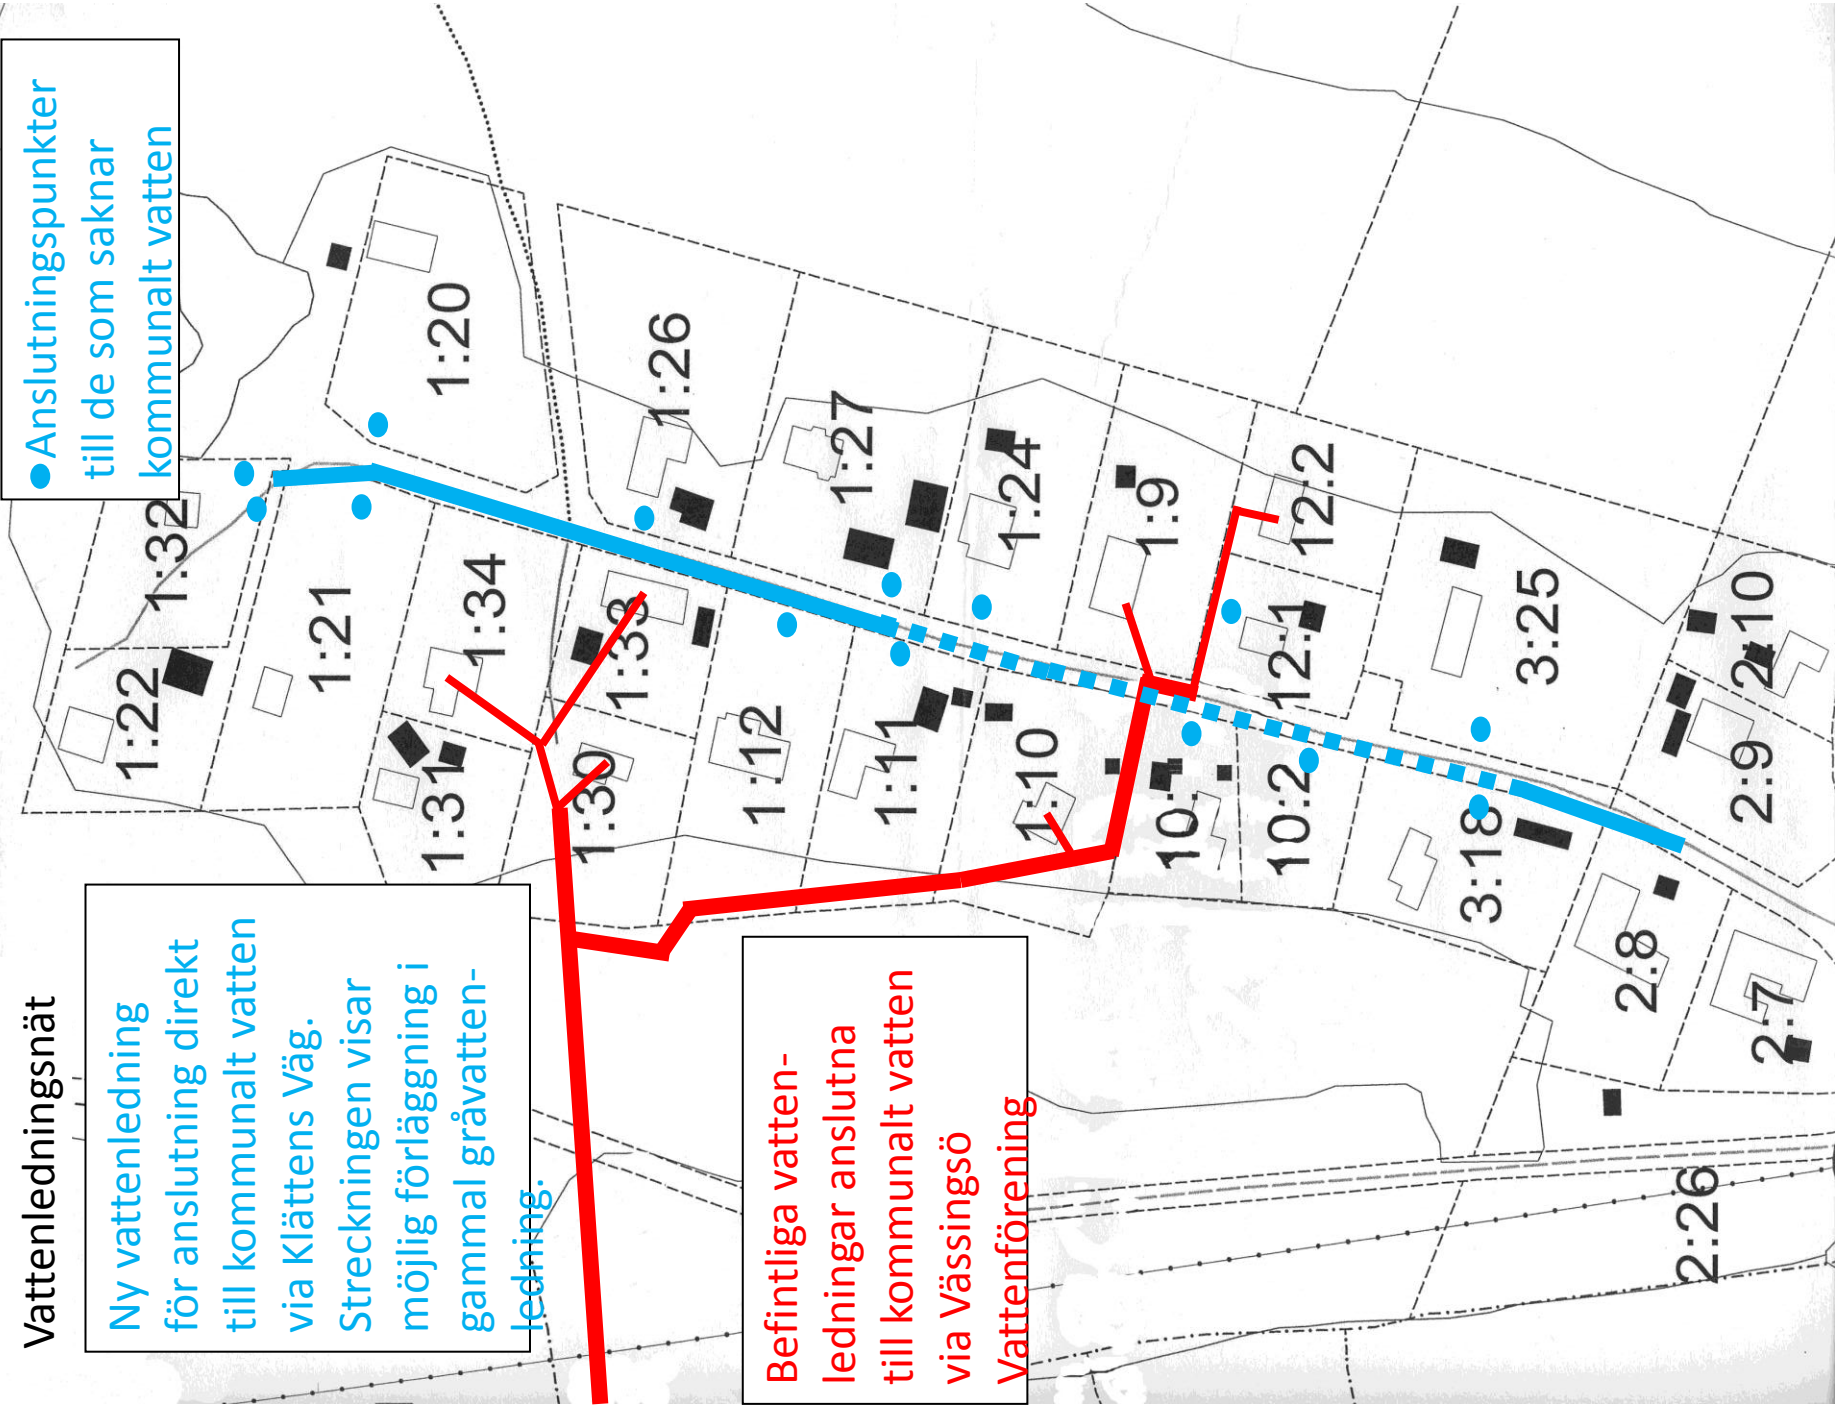 Vattenledningsnät
Ny vattenledning
för anslutning direkt
till kommunalt vatten
via Klättens Väg.
Streckningen visar
möjlig förläggning i
gammal gråvatten-
ledning.
Anslutningspunkter
till de som saknar
kommunalt vatten
Befintliga vatten-
ledningar anslutna
till kommunalt vatten
via Vässingsö
Vattenförening
1:22
1:32
1:21
1:31
1:34
1:20
1:30
1:33
1:26
1:12
1:27
1:11
1:24
1:10
1:9
10:
10:2
12:1
12:2
3:18
3:25
2:8
2:26
2:9
2:10
2:7